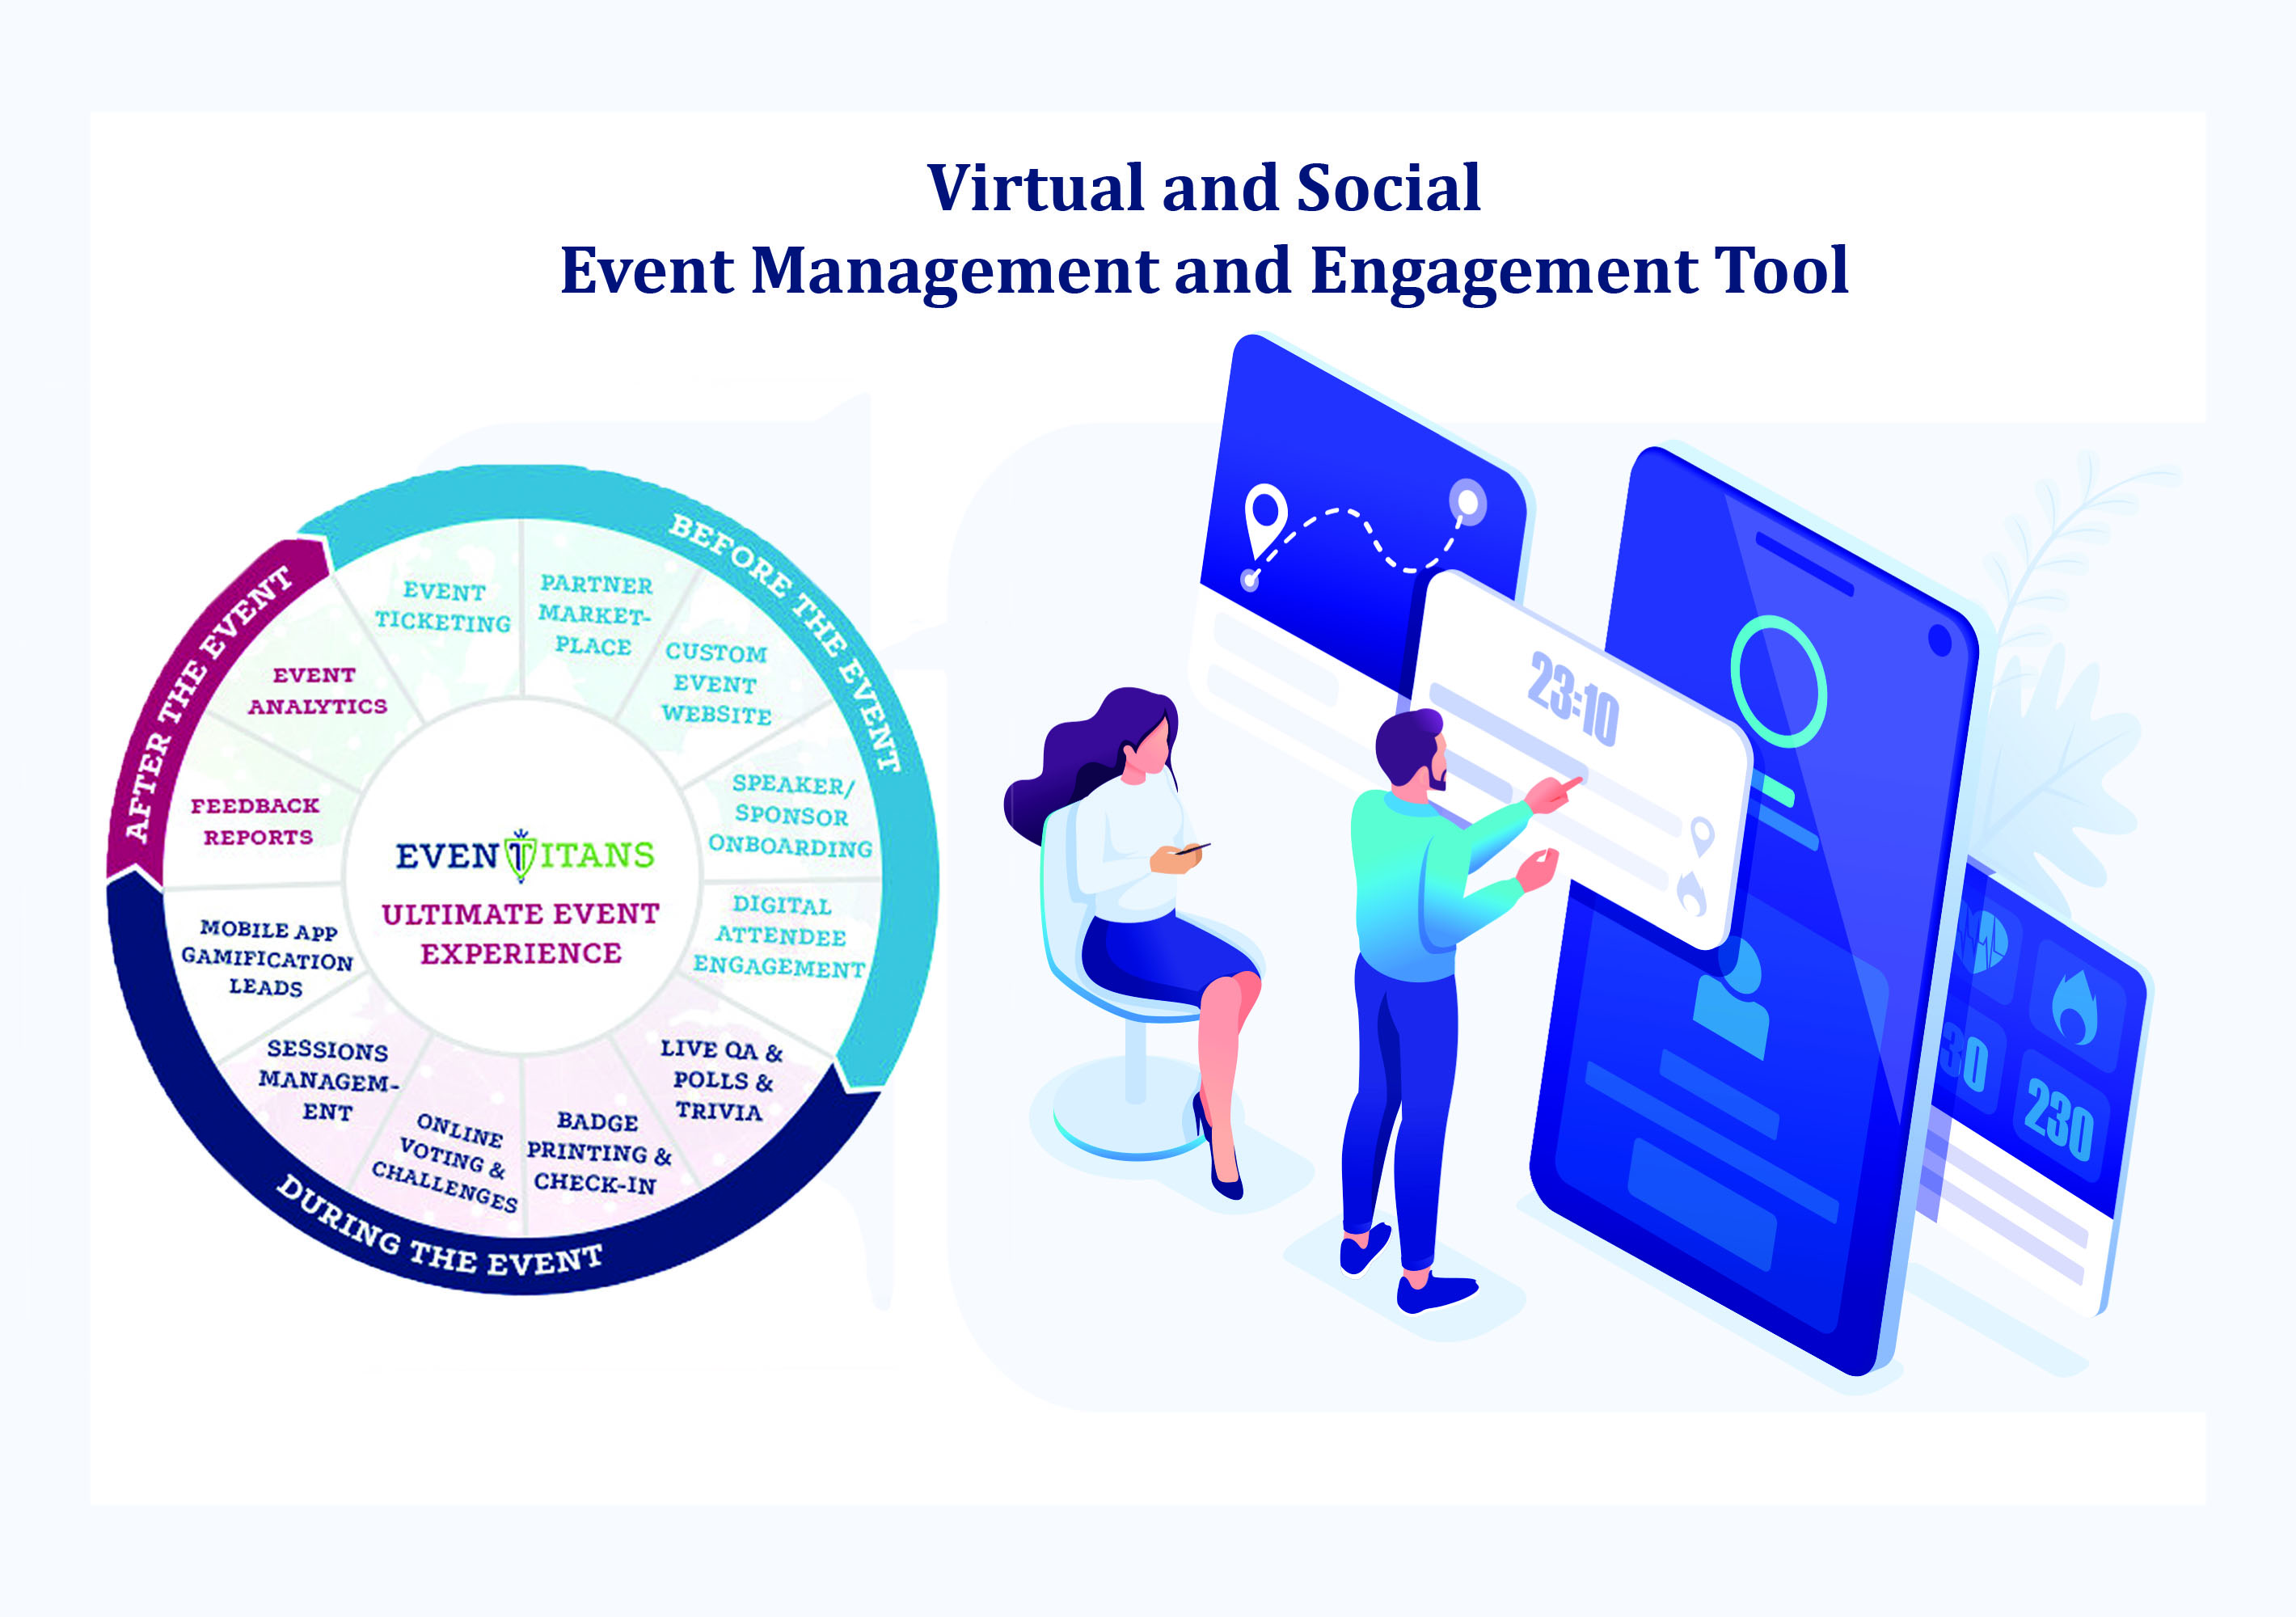 Virtual and Social
Event Management and Engagement Tool
BEFORE THE EVENT
EVENT
TICKETING
PARTNER
MARKET-
PLACE
CUSTOM
EVENT
WEBSITE
SPEAKER/
SPONSOR
ONBOARDING
DIGITAL
ATTENDEE
ENGAGEMENT
DURING THE EVENT
LIVE QA &
POLLS &
TRIVIA
BADGE
PRINTING &
CHECK-IN
ONLINE
VOTING &
CHALLENGES
SESSIONS
MANAGEM-
ENT
MOBILE APP
GAMIFICATION
LEADS
AFTER THE EVENT
FEEDBACK
REPORTS
EVENT
ANALYTICS
EVENTITANS
ULTIMATE EVENT
EXPERIENCE
23:10
30
230